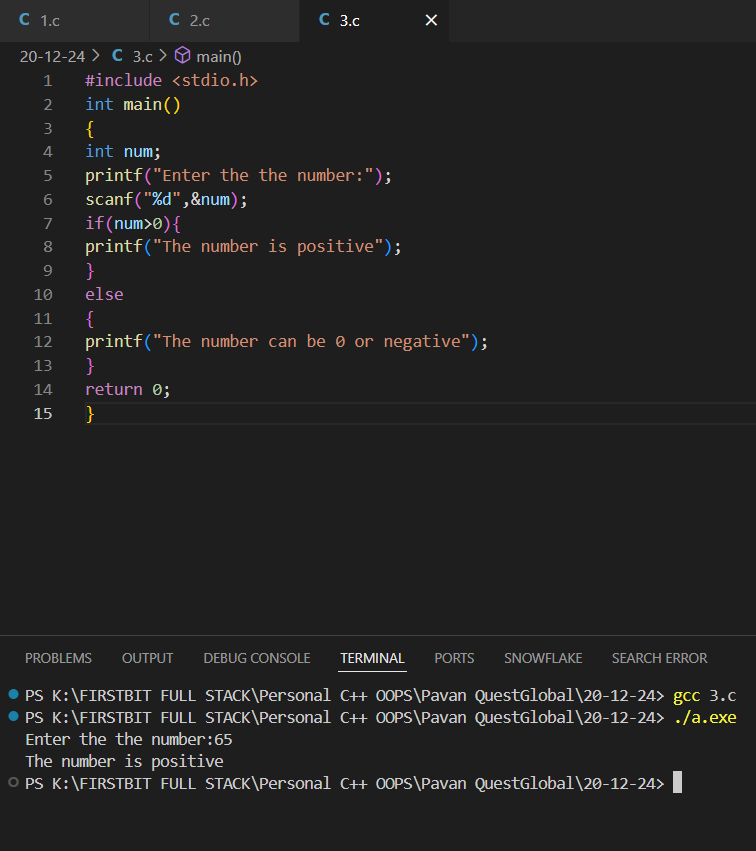 C 1.c C 2.c C 3.c ×
20-12-24 > C 3.c > main()
1 #include <stdio.h>
2 int main()
3 {
4 int num;
5 printf("Enter the the number:");
6 scanf("%d",&num);
7 if(num>0){
8 printf("The number is positive");
9 }
10 else
11 {
12 printf("The number can be 0 or negative");
13 }
14 return 0;
15 }
PROBLEMS OUTPUT DEBUG CONSOLE TERMINAL PORTS SNOWFLAKE SEARCH ERROR
PS K:\FIRSTBIT FULL STACK\Personal C++ OOPS\Pavan QuestGlobal\20-12-24> gcc 3.c
PS K:\FIRSTBIT FULL STACK\Personal C++ OOPS\Pavan QuestGlobal\20-12-24> ./a.exe
Enter the the number:65
The number is positive
PS K:\FIRSTBIT FULL STACK\Personal C++ OOPS\Pavan QuestGlobal\20-12-24>